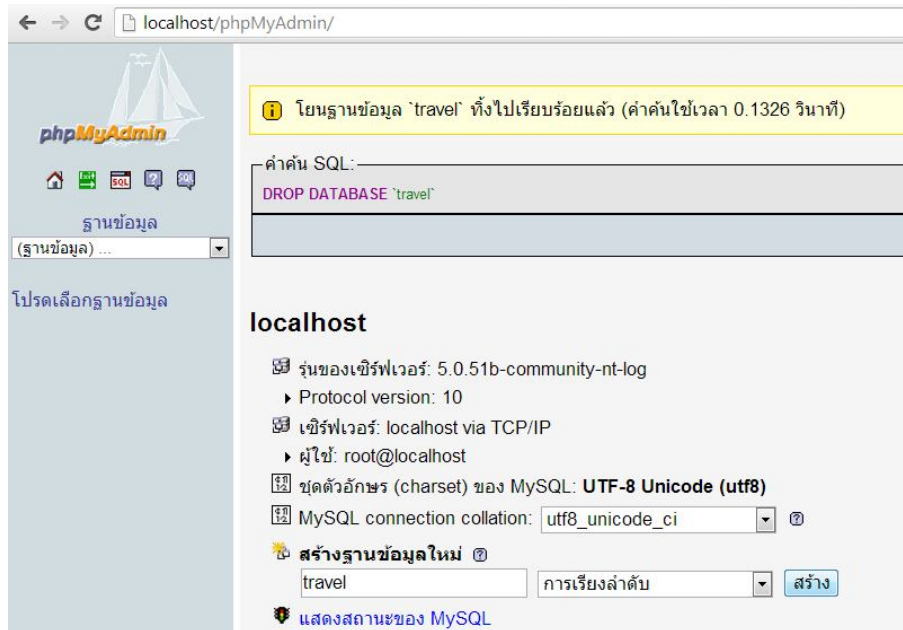 localhost/phpMyAdmin/
phpMyAdmin
ฐานข้อมูล
(ฐานข้อมูล) ...
โปรดเลือกฐานข้อมูล
โยนฐานข้อมูล `travel` ทิ้งไปเรียบร้อยแล้ว (คำค้นใช้เวลา 0.1326 วินาที)
คำค้น SQL:
DROP DATABASE `travel`
localhost
รุ่นของเซิร์ฟเวอร์: 5.0.51b-community-nt-log
Protocol version: 10
เซิร์ฟเวอร์: localhost via TCP/IP
ผู้ใช้: root@localhost
ชุดตัวอักษร (charset) ของ MySQL: UTF-8 Unicode (utf8)
MySQL connection collation: utf8_unicode_ci
สร้างฐานข้อมูลใหม่
travel การเรียงลำดับ สร้าง
แสดงสถานะของ MySQL